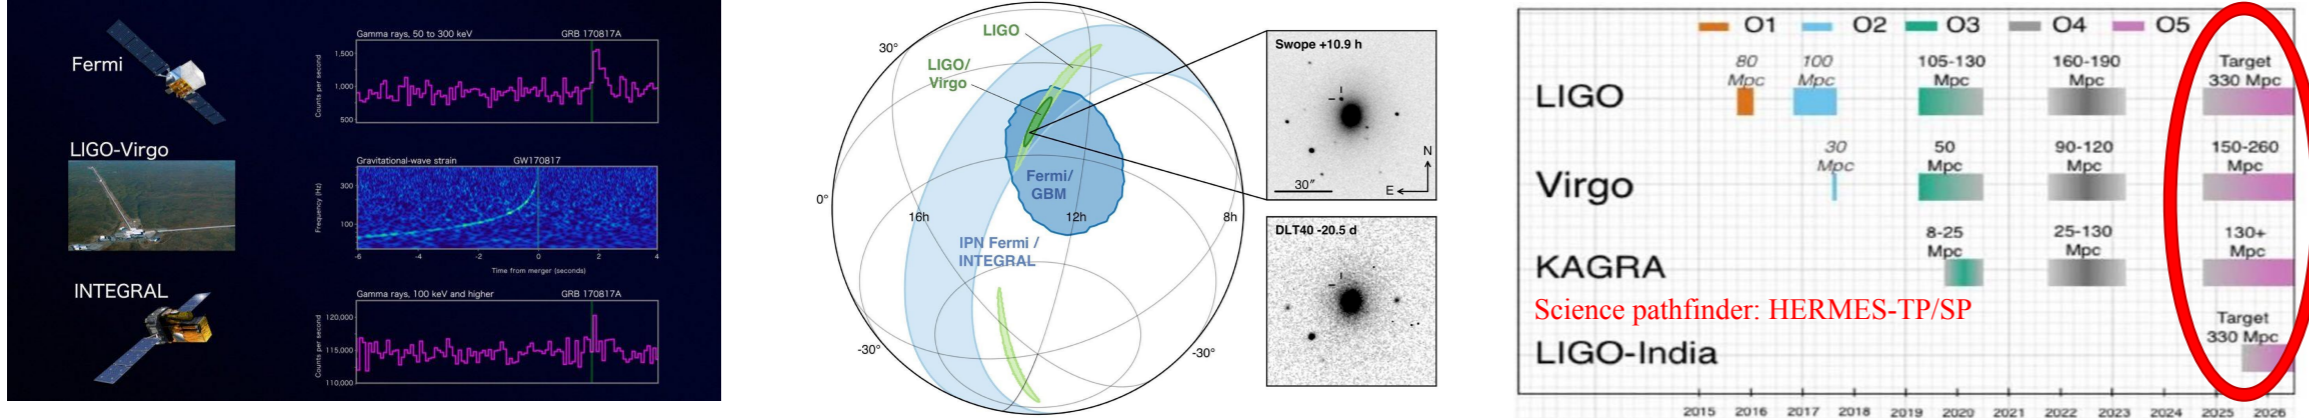 Fermi
Gamma rays, 50 to 300 keV
GRB 170817A
Counts per second
1,500
1,000
500
LIGO-Virgo
Gravitational-wave strain
GW170817
Frequency (Hz)
300
100
-6
-4
-2
0
2
4
Time from merger (seconds)
INTEGRAL
Gamma rays, 100 keV and higher
GRB 170817A
Counts per second
120,000
115,000
110,000
LIGO
LIGO/
Virgo
Fermi/
GBM
IPN Fermi /
INTEGRAL
30°
0°
-30°
-30°
16h
12h
8h
Swope +10.9 h
N
E
30"
DLT40 -20.5 d
O1
O2
O3
O4
O5
LIGO
80
Mpc
100
Mpc
105-130
Mpc
160-190
Mpc
Target
330 Mpc
Virgo
30
Mpc
50
Mpc
90-120
Mpc
150-260
Mpc
KAGRA
8-25
Mpc
25-130
Mpc
130+
Mpc
Science pathfinder: HERMES-TP/SP
LIGO-India
Target
330 Mpc
2015 2016 2017 2018 2019 2020 2021 2022 2023 2024 2025 2026